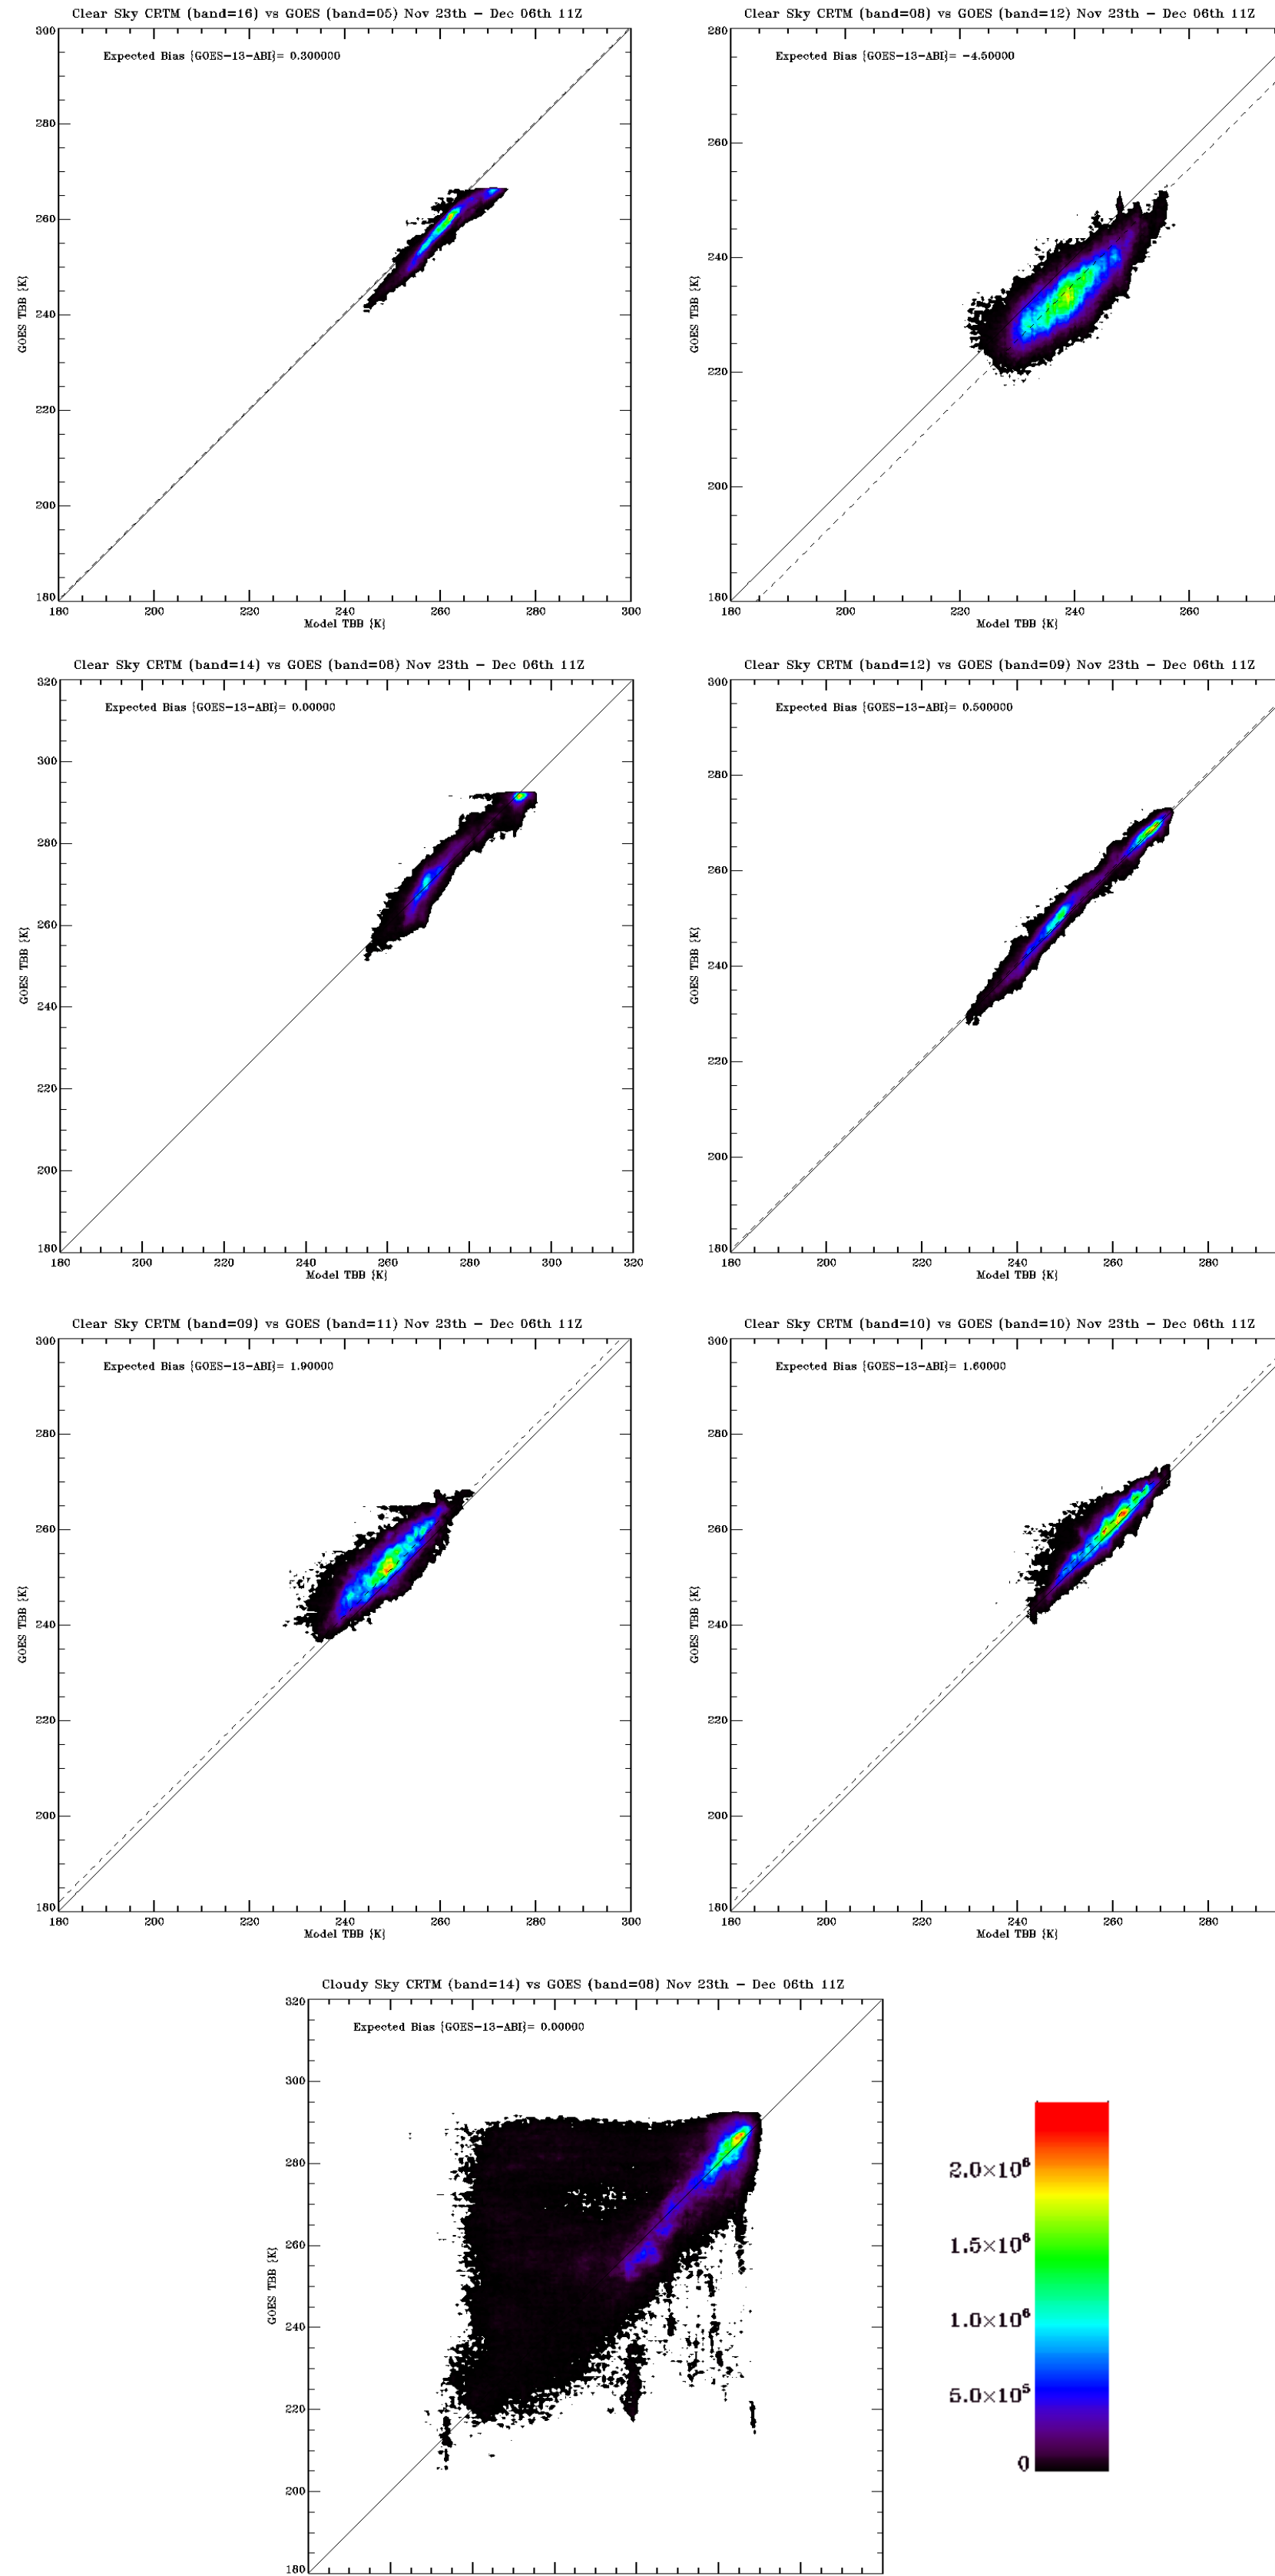 Clear Sky CRTM (band=16) vs GOES (band=05) Nov 23th - Dec 06th 11Z
Expected Bias {GOES-13-ABI}= 0.300000
300
280
260
240
220
200
180
GOES TBB {K}
180 200 220 240 260 280 300
Model TBB {K}
Clear Sky CRTM (band=08) vs GOES (band=12) Nov 23th - Dec 06th 11Z
Expected Bias {GOES-13-ABI}= -4.50000
280
260
240
220
200
180
GOES TBB {K}
180 200 220 240 260
Model TBB {K}
Clear Sky CRTM (band=14) vs GOES (band=08) Nov 23th - Dec 06th 11Z
Expected Bias {GOES-13-ABI}= 0.00000
320
300
280
260
240
220
200
180
GOES TBB {K}
180 200 220 240 260 280 300 320
Model TBB {K}
Clear Sky CRTM (band=12) vs GOES (band=09) Nov 23th - Dec 06th 11Z
Expected Bias {GOES-13-ABI}= 0.500000
300
280
260
240
220
200
180
GOES TBB {K}
180 200 220 240 260 280
Model TBB {K}
Clear Sky CRTM (band=09) vs GOES (band=11) Nov 23th - Dec 06th 11Z
Expected Bias {GOES-13-ABI}= 1.90000
300
280
260
240
220
200
180
GOES TBB {K}
180 200 220 240 260 280 300
Model TBB {K}
Clear Sky CRTM (band=10) vs GOES (band=10) Nov 23th - Dec 06th 11Z
Expected Bias {GOES-13-ABI}= 1.60000
300
280
260
240
220
200
180
GOES TBB {K}
180 200 220 240 260 280
Model TBB {K}
Cloudy Sky CRTM (band=14) vs GOES (band=08) Nov 23th - Dec 06th 11Z
Expected Bias {GOES-13-ABI}= 0.00000
320
300
280
260
240
220
200
180
GOES TBB {K}
2.0×10⁶
1.5×10⁶
1.0×10⁶
5.0×10⁵
0